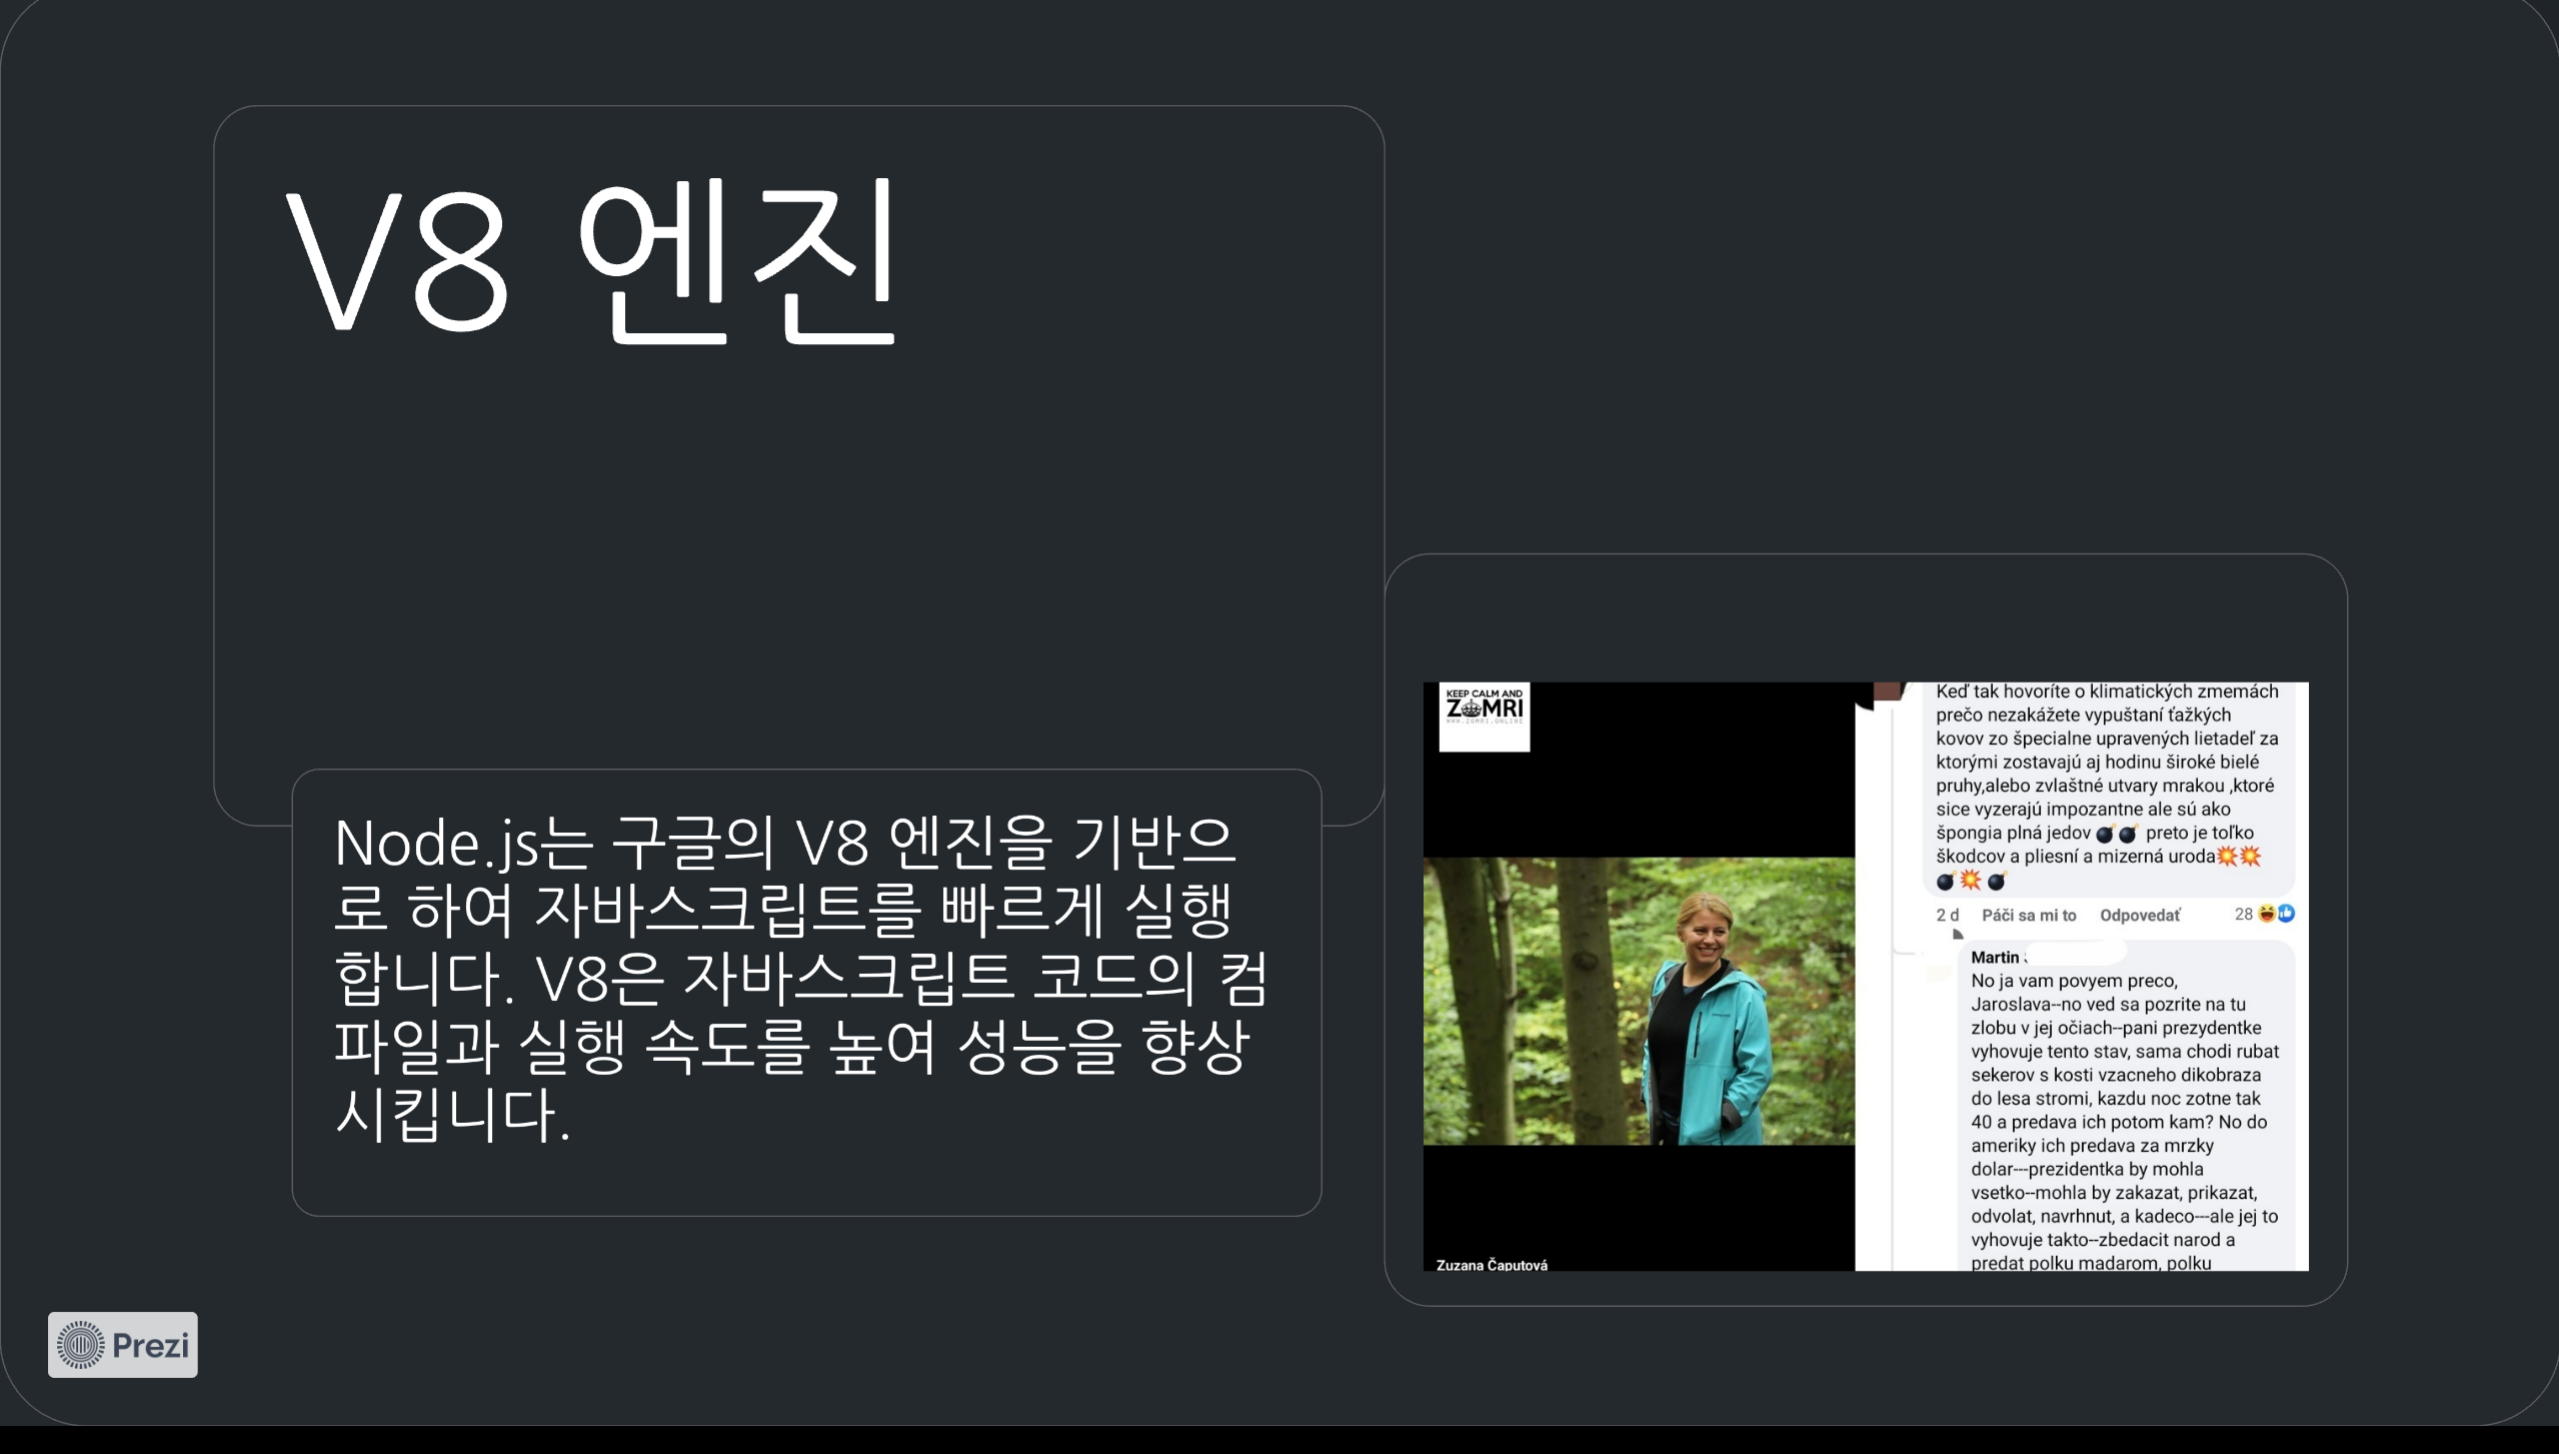 V8 엔진
Node.js는 구글의 V8 엔진을 기반으
로 하여 자바스크립트를 빠르게 실행
합니다. V8은 자바스크립트 코드의 컴
파일과 실행 속도를 높여 성능을 향상
시킵니다.
KEEP CALM AND
ZOMRI
WWW.ZOMRI.ONLINE
Zuzana Čaputová
Keď tak hovoríte o klimatických zmemách
prečo nezakážete vypuštaní ťažkých
kovov zo špecialne upravených lietadeľ za
ktorými zostavajú aj hodinu široké bielé
pruhy,alebo zvlaštné utvary mrakou ,ktoré
sice vyzerajú impozantne ale sú ako
špongia plná jedov 💣💣 preto je toľko
škodcov a pliesní a mizerná uroda💥💥
💣💥💣
2 d Páči sa mi to Odpovedať 28
Martin
No ja vam povyem preco,
Jaroslava--no ved sa pozrite na tu
zlobu v jej očiach--pani prezydentke
vyhovuje tento stav, sama chodi rubat
sekerov s kosti vzacneho dikobraza
do lesa stromi, kazdu noc zotne tak
40 a predava ich potom kam? No do
ameriky ich predava za mrzky
dolar---prezidentka by mohla
vsetko--mohla by zakazat, prikazat,
odvolat, navrhnut, a kadeco---ale jej to
vyhovuje takto--zbedacit narod a
predat polku madarom, polku
Prezi